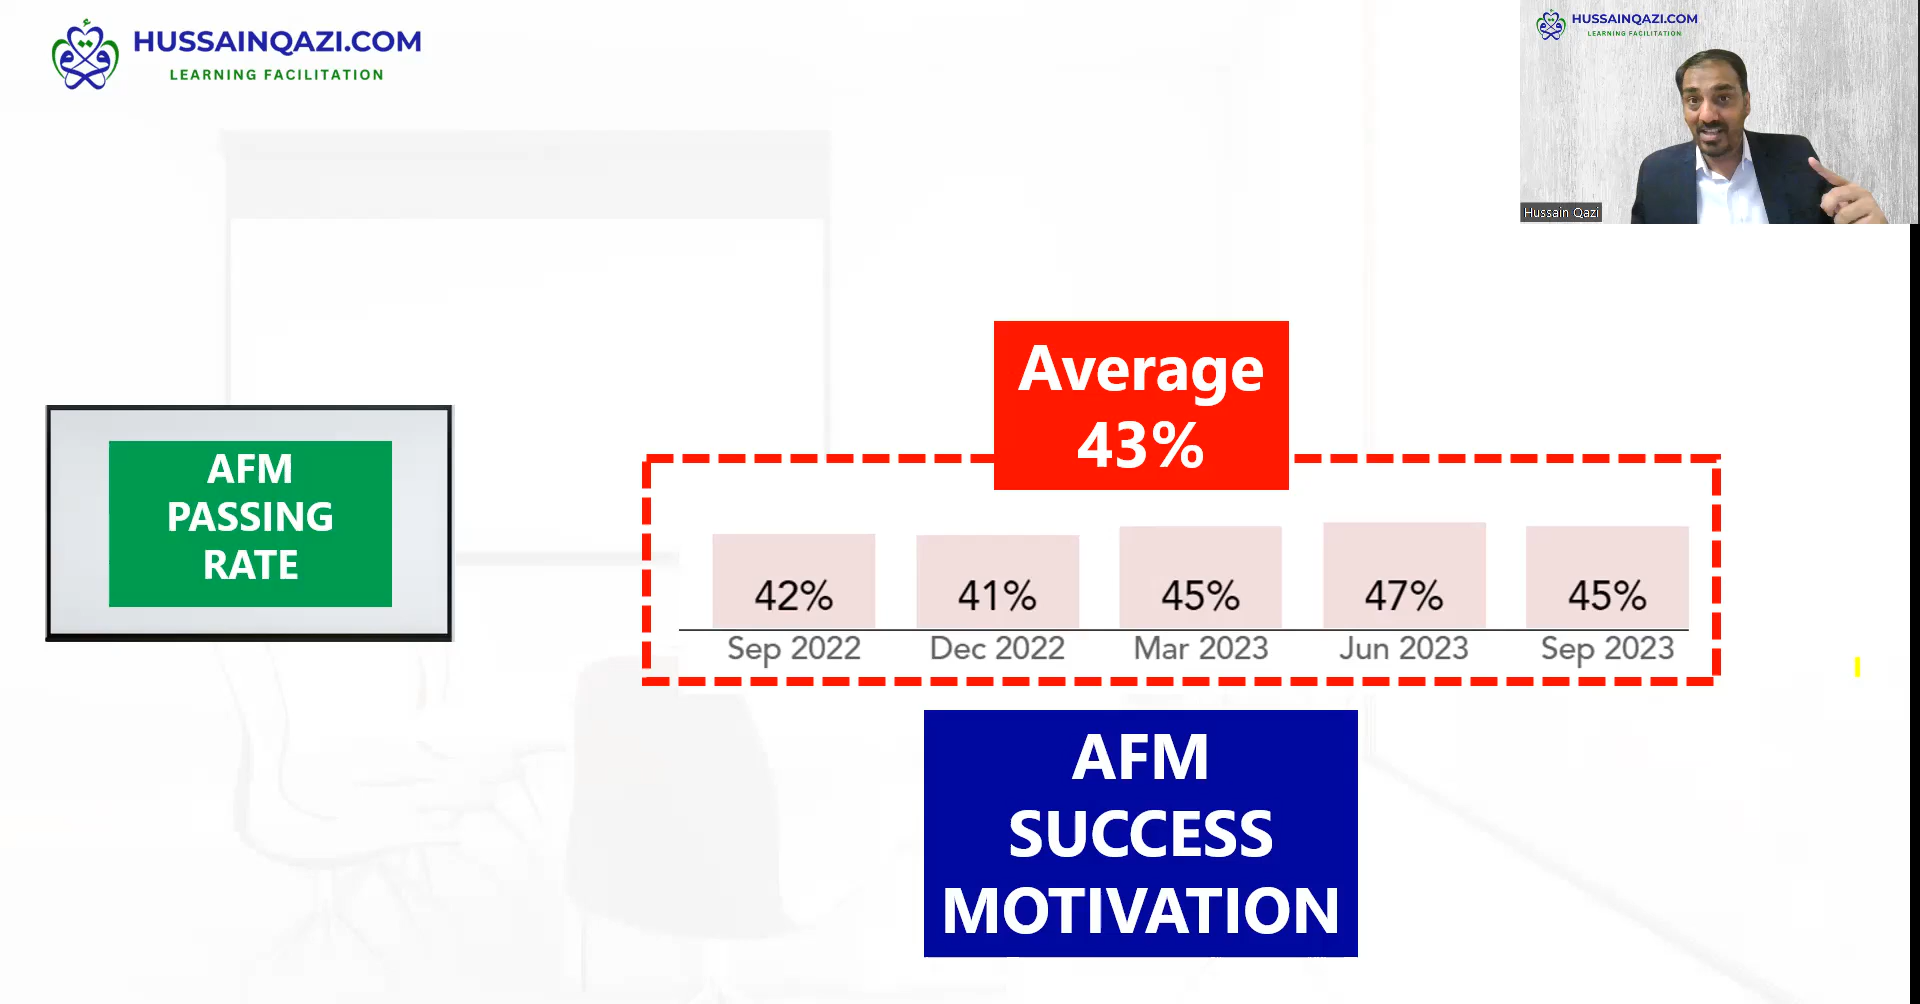 HUSSAINQAZI.COM
LEARNING FACILITATION
HUSSAINQAZI.COM
LEARNING FACILITATION
Hussain Qazi
AFM
PASSING
RATE
Average
43%
42%
41%
45%
47%
45%
Sep 2022
Dec 2022
Mar 2023
Jun 2023
Sep 2023
AFM
SUCCESS
MOTIVATION